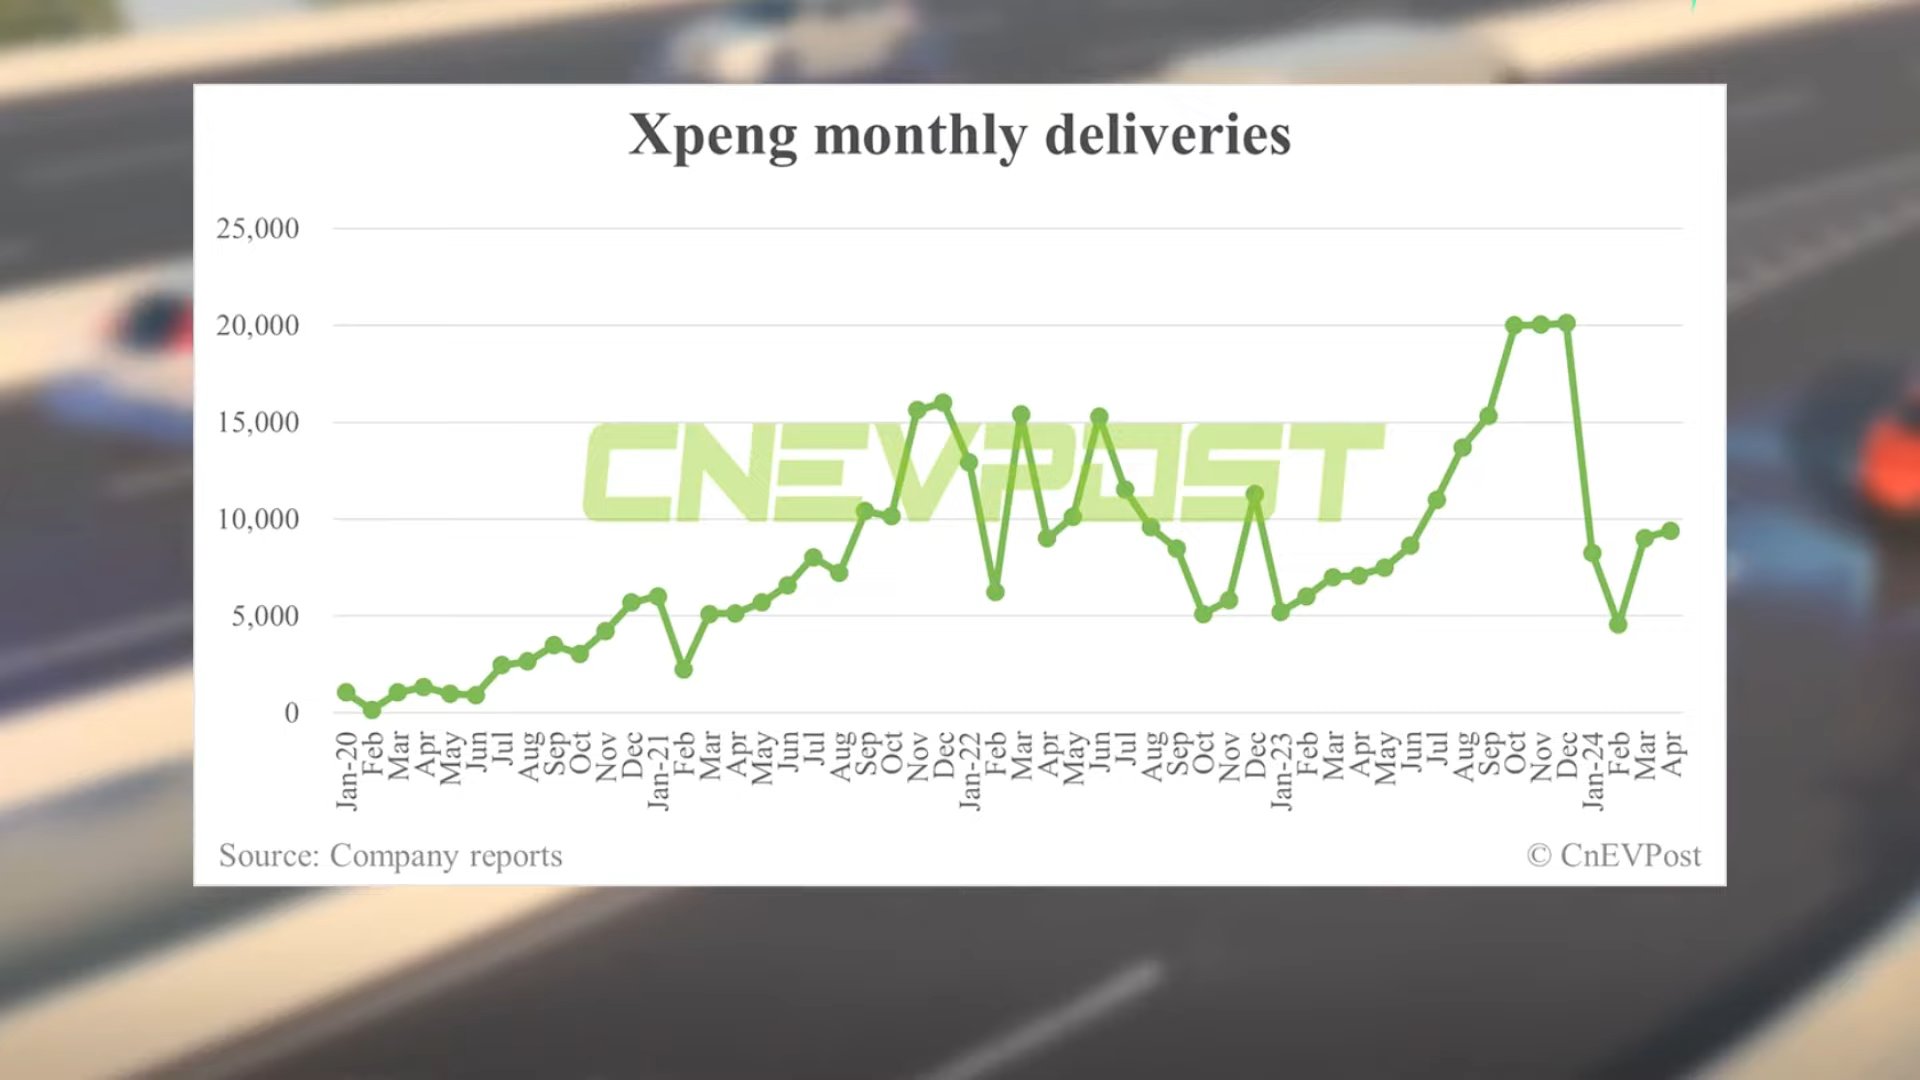 Xpeng monthly deliveries
25,000
20,000
15,000
10,000
5,000
0
CNEVPOST
Jan-20 Feb Mar Apr May Jun Jul Aug Sep Oct Nov Dec Jan-21 Feb Mar Apr May Jun Jul Aug Sep Oct Nov Dec Jan-22 Feb Mar Apr May Jun Jul Aug Sep Oct Nov Dec Jan-23 Feb Mar Apr May Jun Jul Aug Sep Oct Nov Dec Jan-24 Feb Mar Apr
Source: Company reports
© CnEVPost